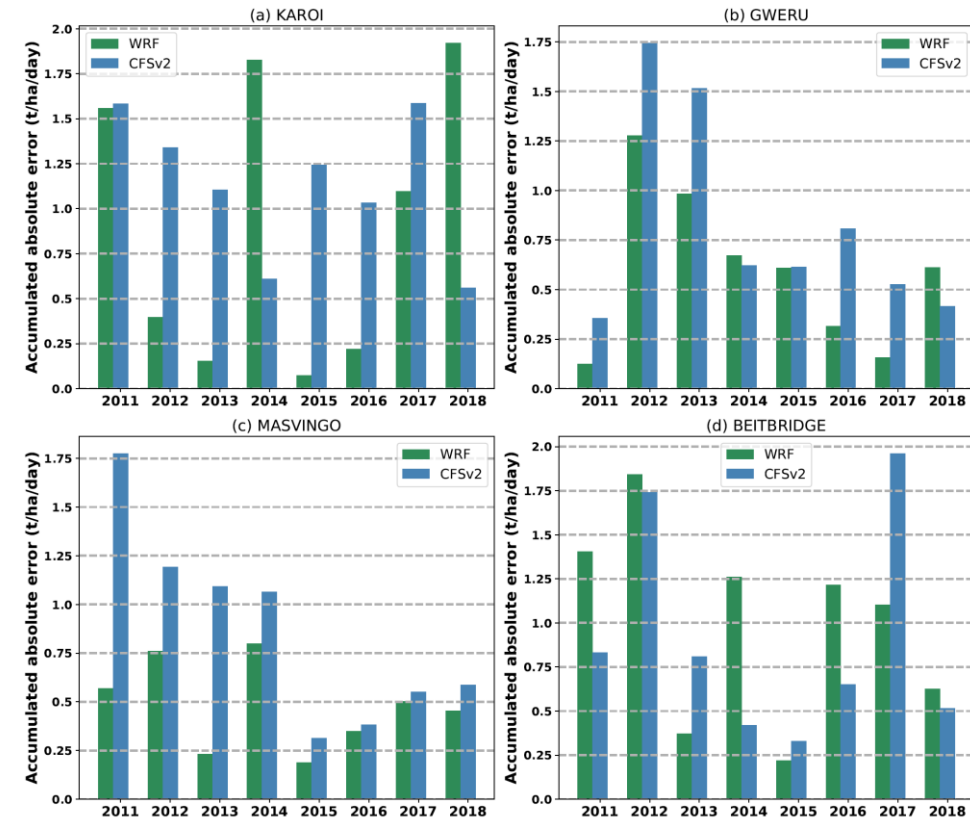 (a) KAROI
Accumulated absolute error (t/ha/day)
2.0
1.75
1.5
1.25
1.0
0.75
0.5
0.25
0.0
WRF
CFSv2
2011 2012 2013 2014 2015 2016 2017 2018
(b) GWERU
Accumulated absolute error (t/ha/day)
1.75
1.5
1.25
1.0
0.75
0.5
0.25
0.0
WRF
CFSv2
2011 2012 2013 2014 2015 2016 2017 2018
(c) MASVINGO
Accumulated absolute error (t/ha/day)
1.75
1.5
1.25
1.0
0.75
0.5
0.25
0.0
WRF
CFSv2
2011 2012 2013 2014 2015 2016 2017 2018
(d) BEITBRIDGE
Accumulated absolute error (t/ha/day)
2.0
1.75
1.5
1.25
1.0
0.75
0.5
0.25
0.0
WRF
CFSv2
2011 2012 2013 2014 2015 2016 2017 2018